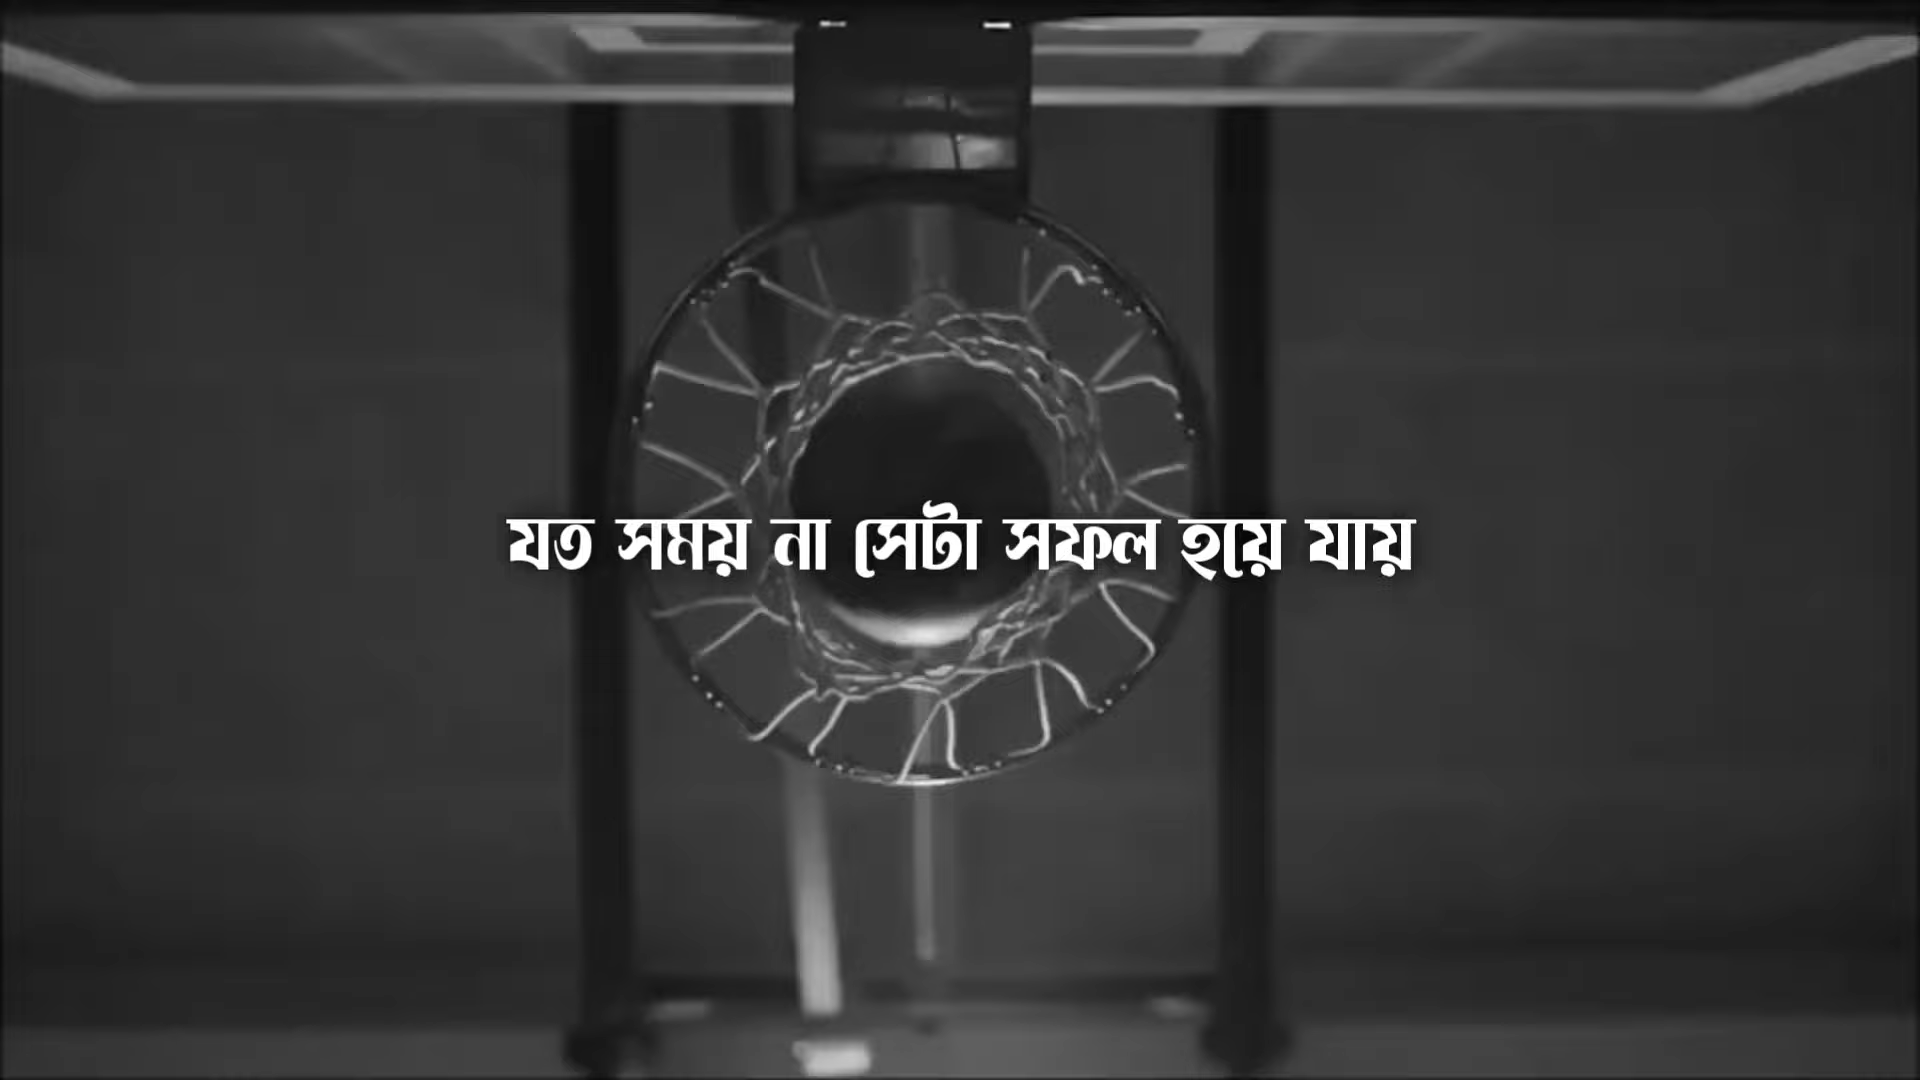 যত সময় না সেটা সফল হয়ে যায়